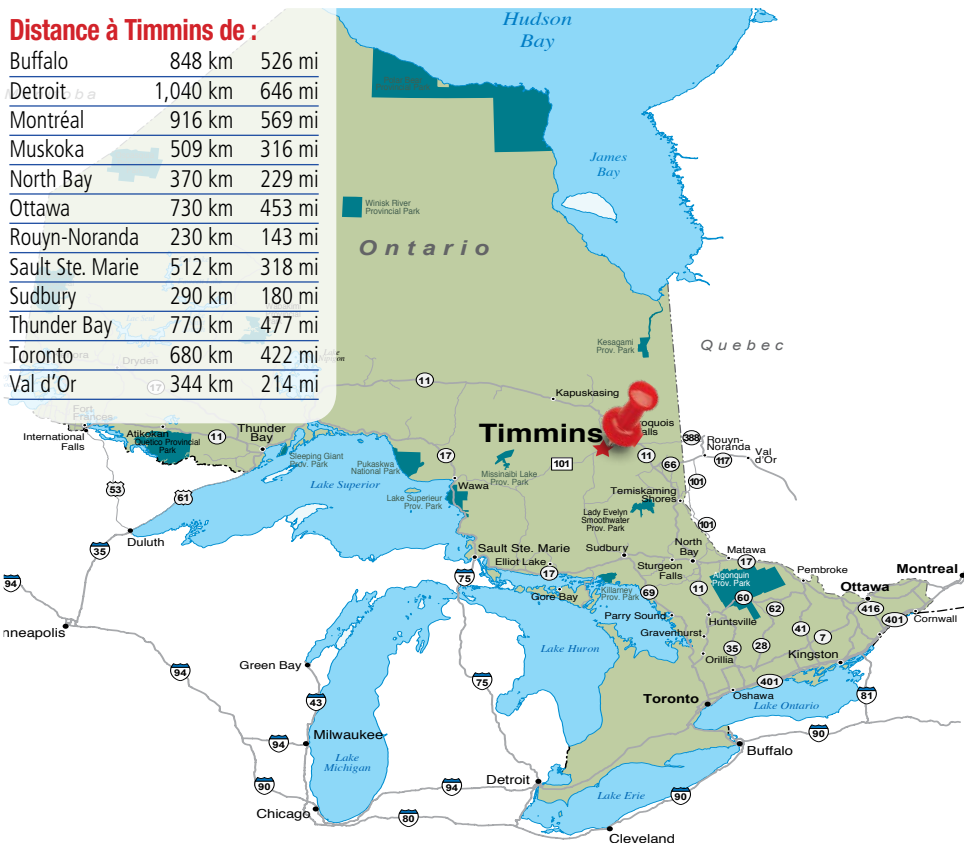 Distance à Timmins de :
Buffalo 848 km 526 mi
Detroit 1,040 km 646 mi
Montréal 916 km 569 mi
Muskoka 509 km 316 mi
North Bay 370 km 229 mi
Ottawa 730 km 453 mi
Rouyn-Noranda 230 km 143 mi
Sault Ste. Marie 512 km 318 mi
Sudbury 290 km 180 mi
Thunder Bay 770 km 477 mi
Toronto 680 km 422 mi
Val d'Or 344 km 214 mi
Hudson
Bay
James
Bay
Winisk River
Provincial Park
Ontario
Quebec
Kesagami
Prov. Park
Dryden
17
11
Kapuskasing
Timmins
101
11
66
388
Rouyn-
Noranda
117
Val
d'Or
101
101
Fort
Frances
International
Falls
Atikokan
Quetico Provincial
Park
11
Thunder
Bay
Sleeping Giant
Prov. Park
Pukaskwa
National Park
17
Missinaibi Lake
Prov. Park
Wawa
Lake Superior
Lake Superieur
Prov. Park
Temiskaming
Shores
Lady Evelyn
Smoothwater
Prov. Park
53
61
Duluth
35
94
Sault Ste. Marie
Elliot Lake
17
Sudbury
Sturgeon
Falls
North
Bay
Matawa
17
Pembroke
Algonquin
Prov. Park
60
62
Ottawa
Montreal
416
401
Cornwall
75
Gore Bay
Killarney
Prov. Park
69
11
Parry Sound
Huntsville
Gravenhurst
35
28
41
7
Orillia
Kingston
401
Oshawa
Toronto
Lake Ontario
81
90
Buffalo
nneapolis
94
Green Bay
43
Lake Huron
75
94
Milwaukee
Lake
Michigan
90
Chicago
80
94
Detroit
Lake Erie
90
Cleveland